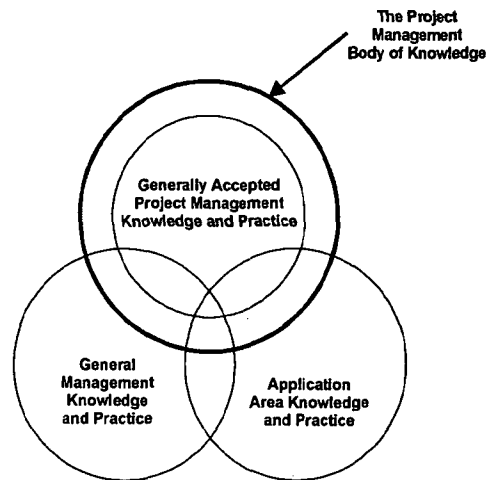 The Project
Management
Body of Knowledge
Generally Accepted
Project Management
Knowledge and Practice
General
Management
Knowledge
and Practice
Application
Area Knowledge
and Practice